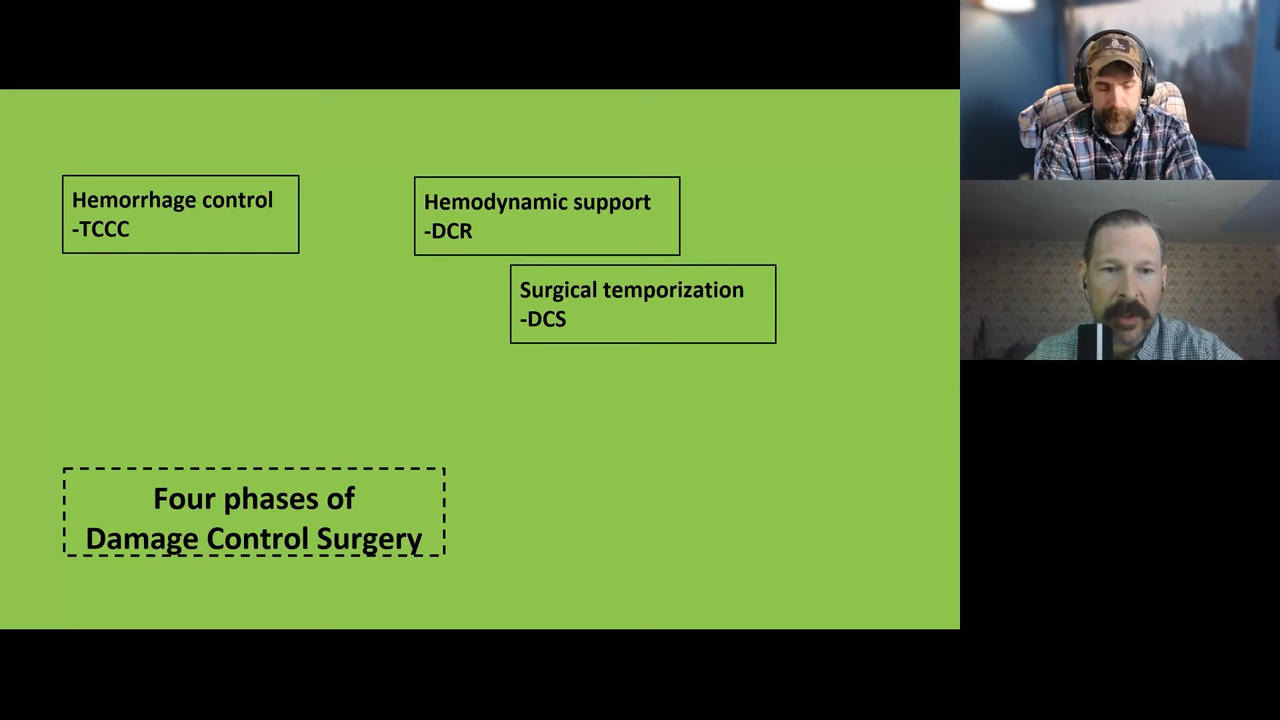 Hemorrhage control
-TCCC
Hemodynamic support
-DCR
Surgical temporization
-DCS
Four phases of
Damage Control Surgery